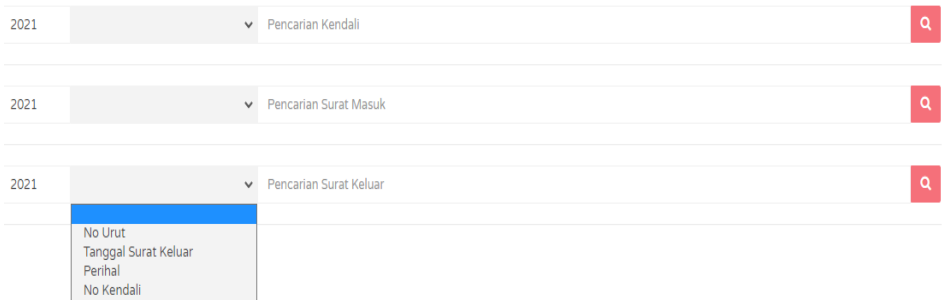 2021 Pencarian Kendali
2021 Pencarian Surat Masuk
2021 Pencarian Surat Keluar
No Urut
Tanggal Surat Keluar
Perihal
No Kendali